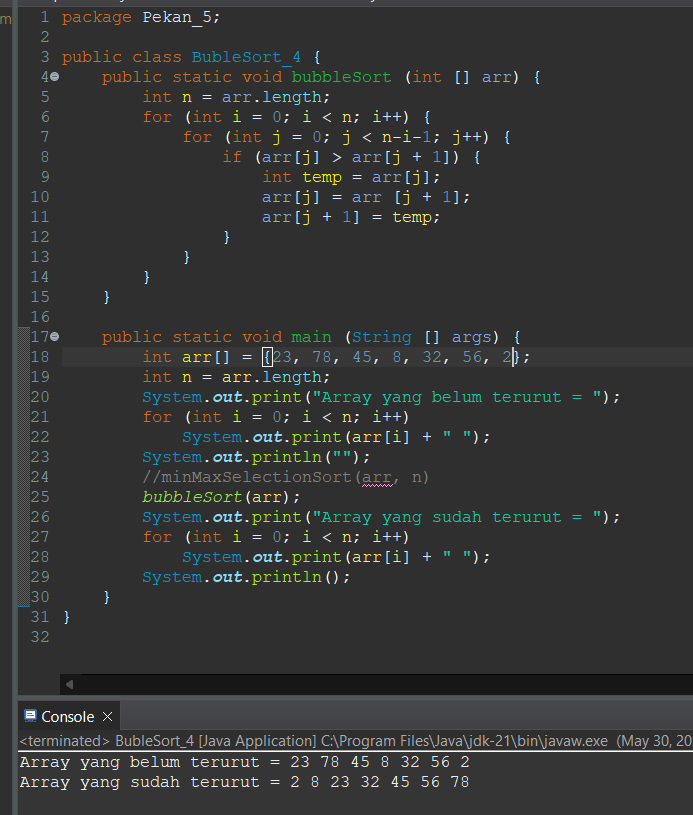 m
1 package Pekan_5;
2
3 public class BubleSort_4 {
4 public static void bubbleSort (int [] arr) {
5 int n = arr.length;
6 for (int i = 0; i < n; i++) {
7 for (int j = 0; j < n-i-1; j++) {
8 if (arr[j] > arr[j + 1]) {
9 int temp = arr[j];
10 arr[j] = arr [j + 1];
11 arr[j + 1] = temp;
12 }
13 }
14 }
15 }
16
17 public static void main (String [] args) {
18 int arr[] = {23, 78, 45, 8, 32, 56, 2};
19 int n = arr.length;
20 System.out.print("Array yang belum terurut = ");
21 for (int i = 0; i < n; i++)
22 System.out.print(arr[i] + " ");
23 System.out.println("");
24 //minMaxSelectionSort(arr, n)
25 bubbleSort(arr);
26 System.out.print("Array yang sudah terurut = ");
27 for (int i = 0; i < n; i++)
28 System.out.print(arr[i] + " ");
29 System.out.println();
30 }
31 }
32
Console
<terminated> BubleSort_4 [Java Application] C:\Program Files\Java\jdk-21\bin\javaw.exe (May 30, 20
Array yang belum terurut = 23 78 45 8 32 56 2
Array yang sudah terurut = 2 8 23 32 45 56 78